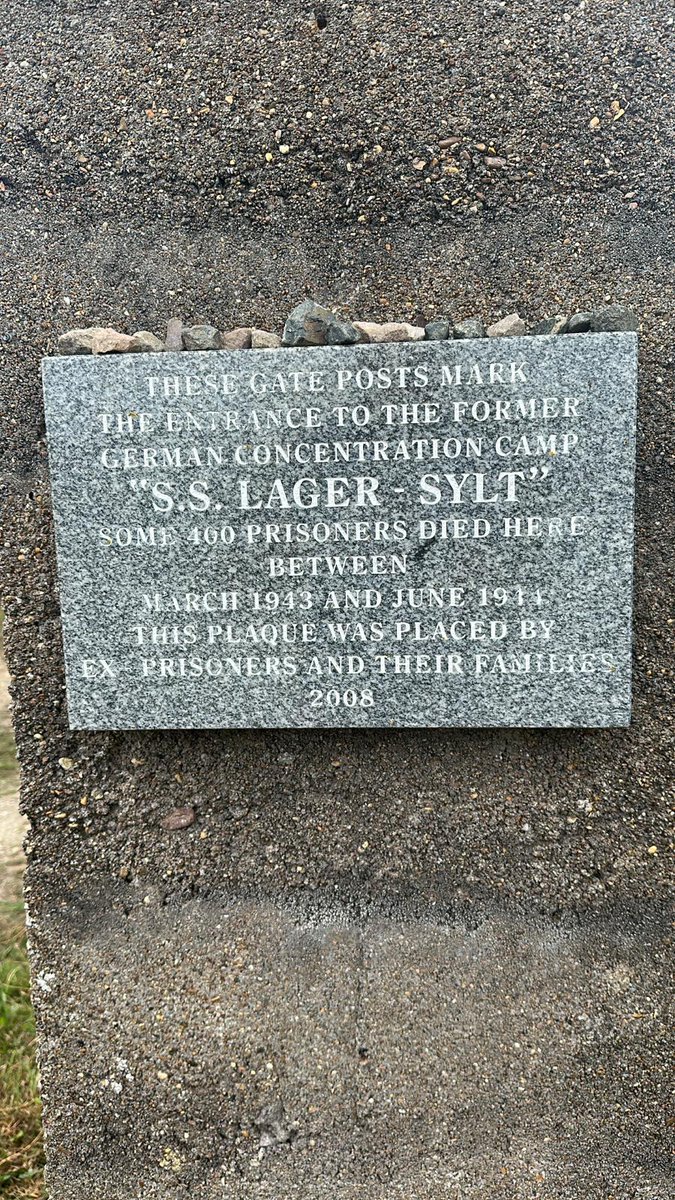 THESE GATE POSTS MARK
THE ENTRANCE TO THE FORMER
GERMAN CONCENTRATION CAMP
"S.S. LAGER - SYLT"
SOME 400 PRISONERS DIED HERE
BETWEEN
MARCH 1943 AND JUNE 1944
THIS PLAQUE WAS PLACED BY
EX- PRISONERS AND THEIR FAMILIES
2008